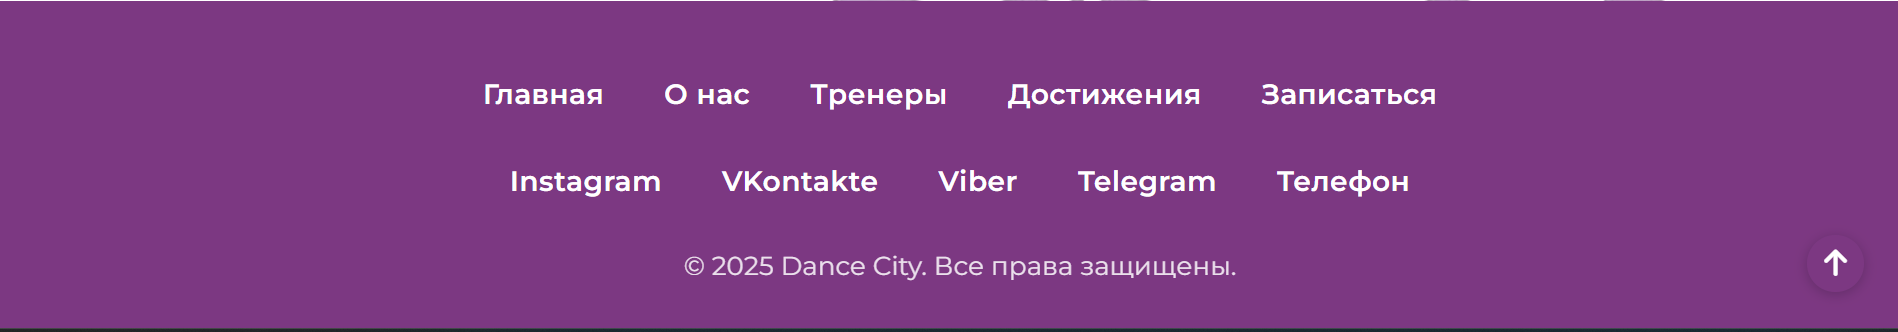 Главная О нас Тренеры Достижения Записаться
Instagram VKontakte Viber Telegram Телефон
© 2025 Dance City. Все права защищены.